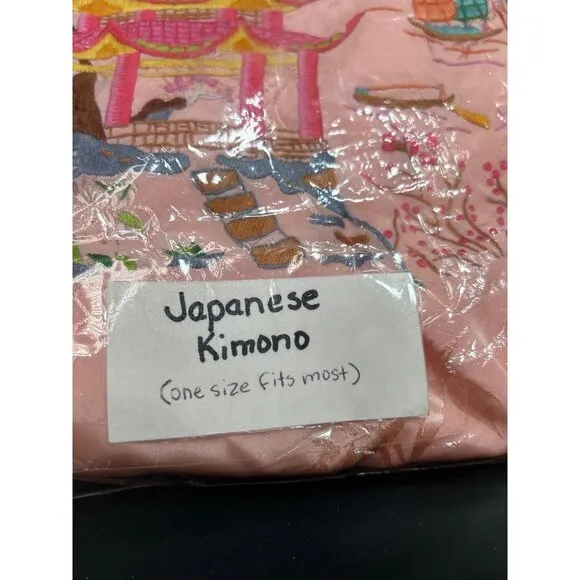 Japanese
Kimono
(one size fits most)